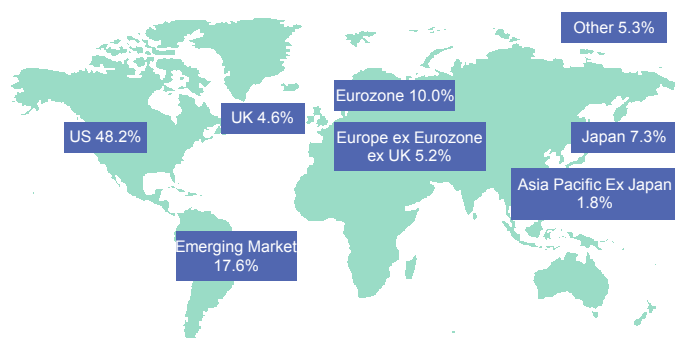 Other 5.3%
Eurozone 10.0%
UK 4.6%
US 48.2%
Europe ex Eurozone
ex UK 5.2%
Japan 7.3%
Asia Pacific Ex Japan
1.8%
Emerging Market
17.6%